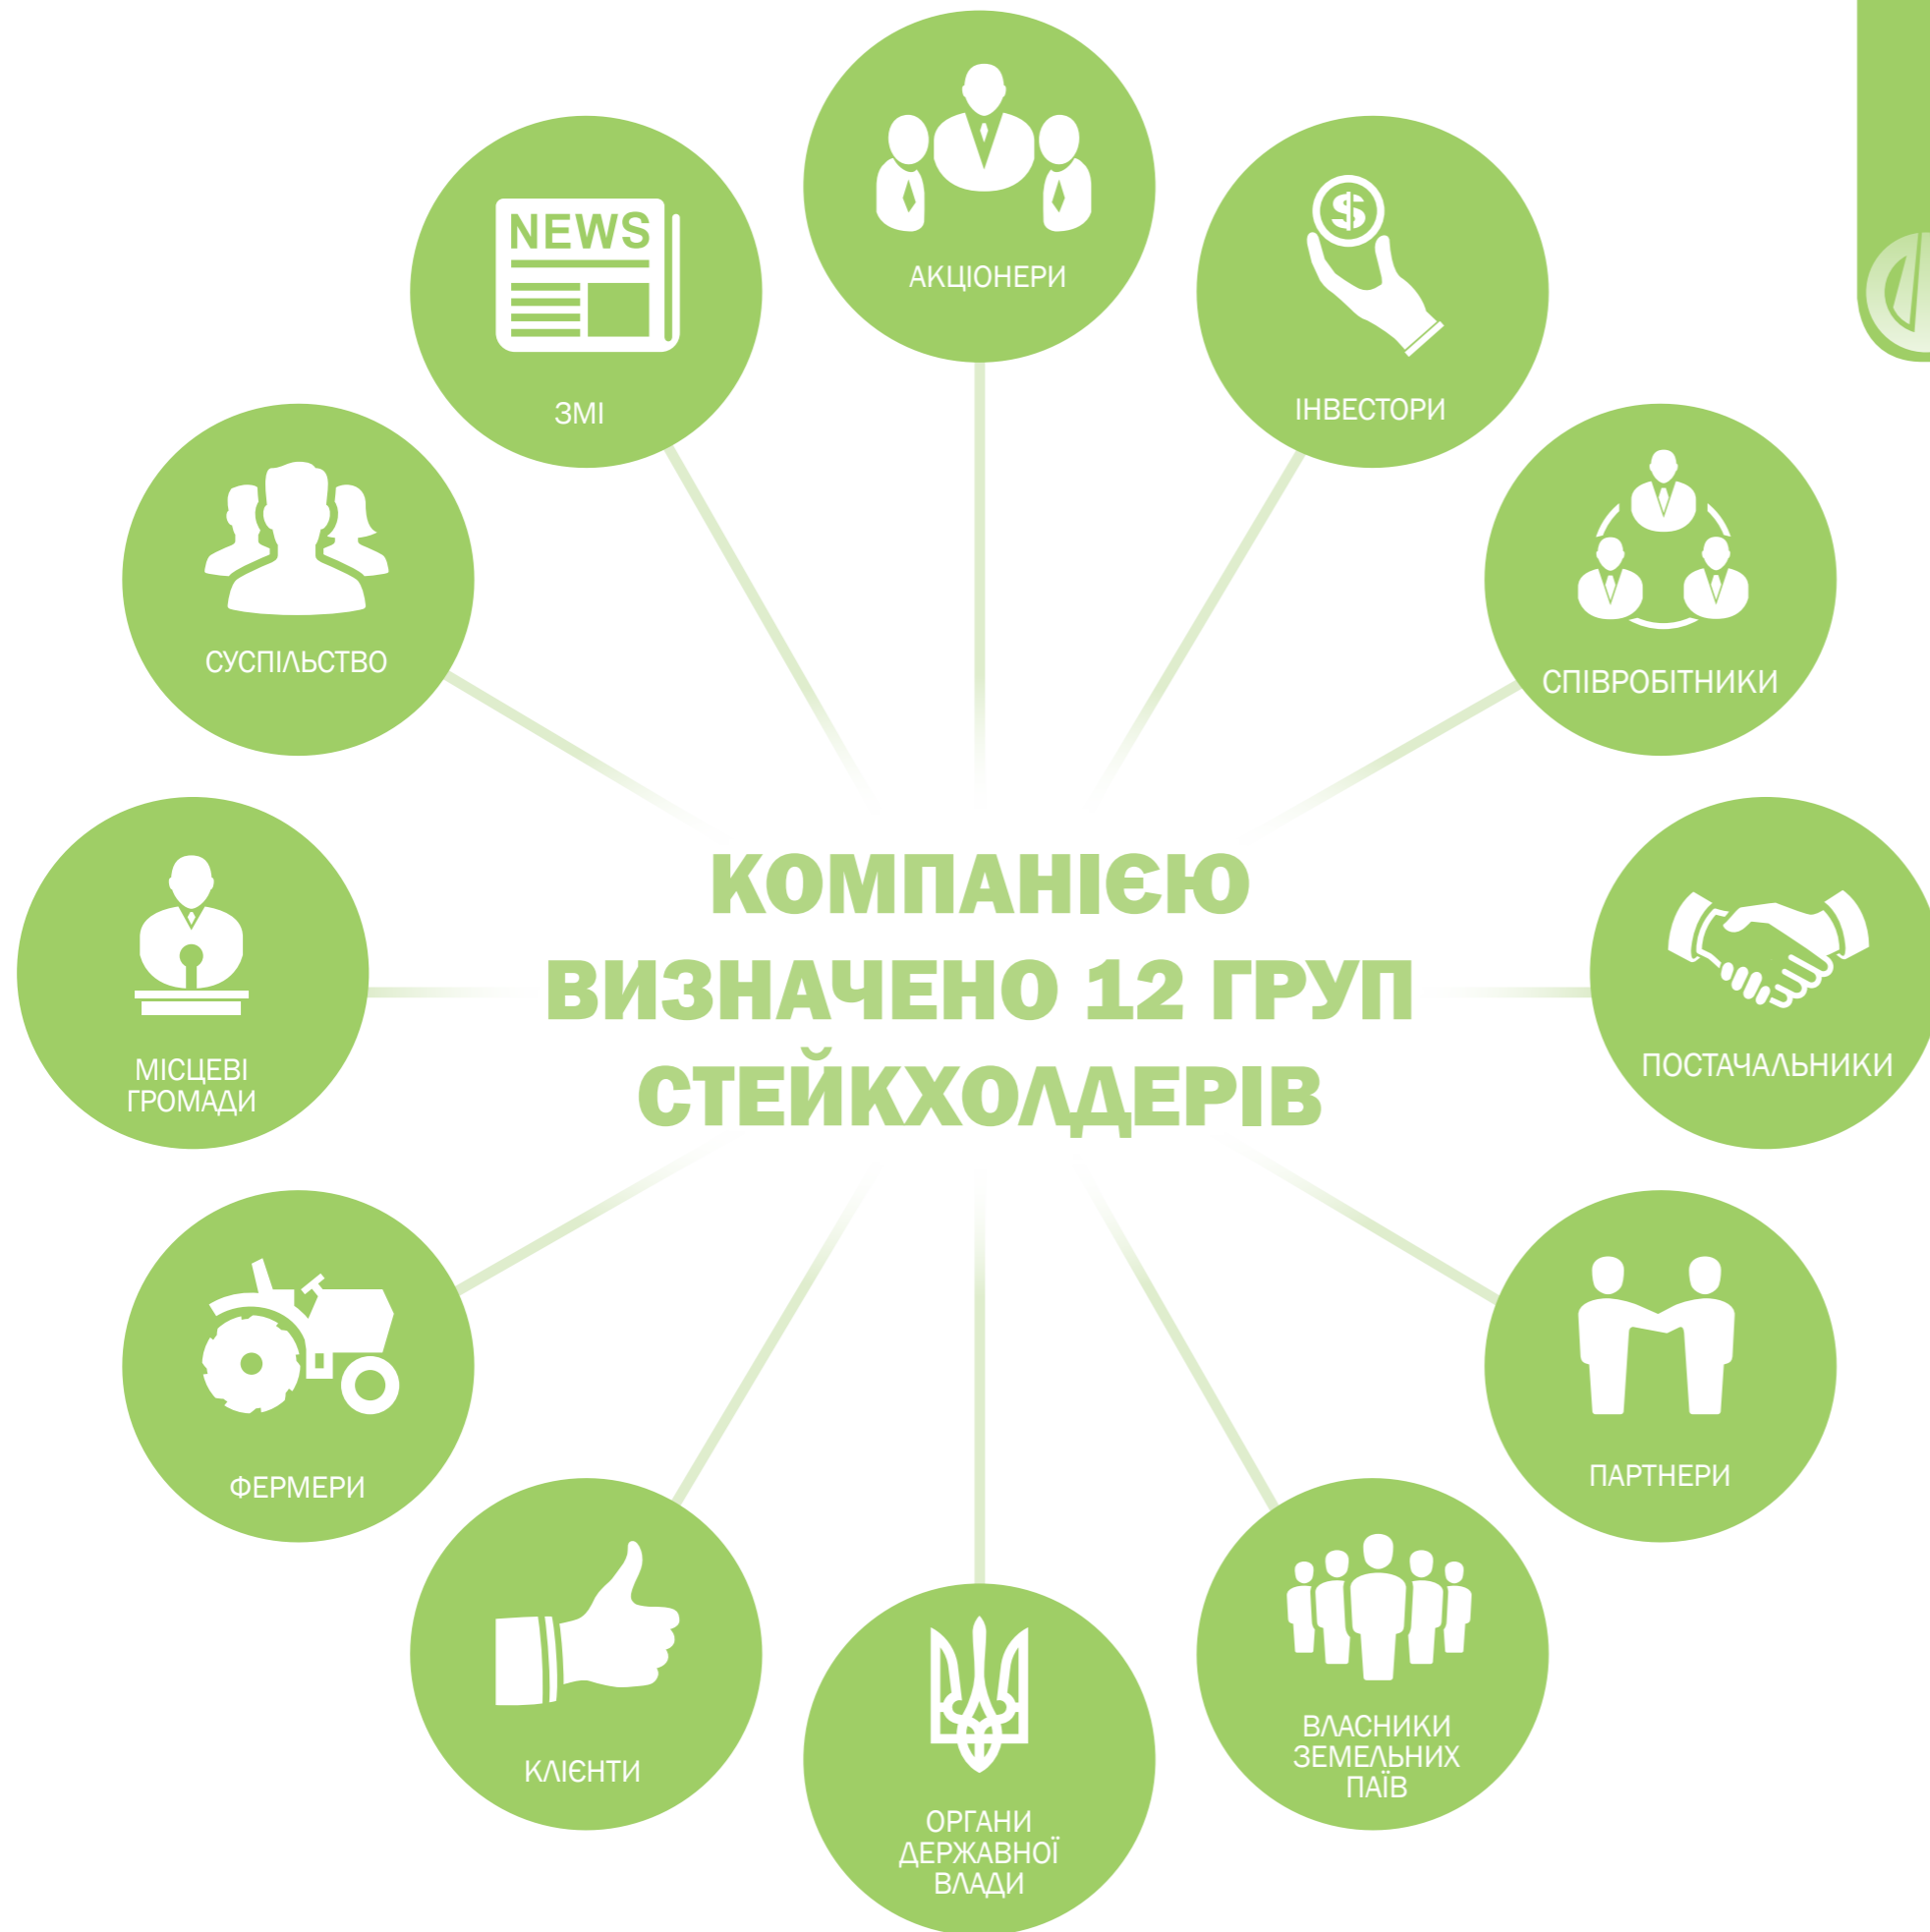 АКЦІОНЕРИ
ІНВЕСТОРИ
СПІВРОБІТНИКИ
ПОСТАЧАЛЬНИКИ
ПАРТНЕРИ
ВЛАСНИКИ
ЗЕМЕЛЬНИХ
ПАЇВ
ОРГАНИ
ДЕРЖАВНОЇ
ВЛАДИ
КЛІЄНТИ
ФЕРМЕРИ
МІСЦЕВІ
ГРОМАДИ
СУСПІЛЬСТВО
NEWS
ЗМІ
КОМПАНІЄЮ
ВИЗНАЧЕНО 12 ГРУП
СТЕЙКХОЛДЕРІВ
$